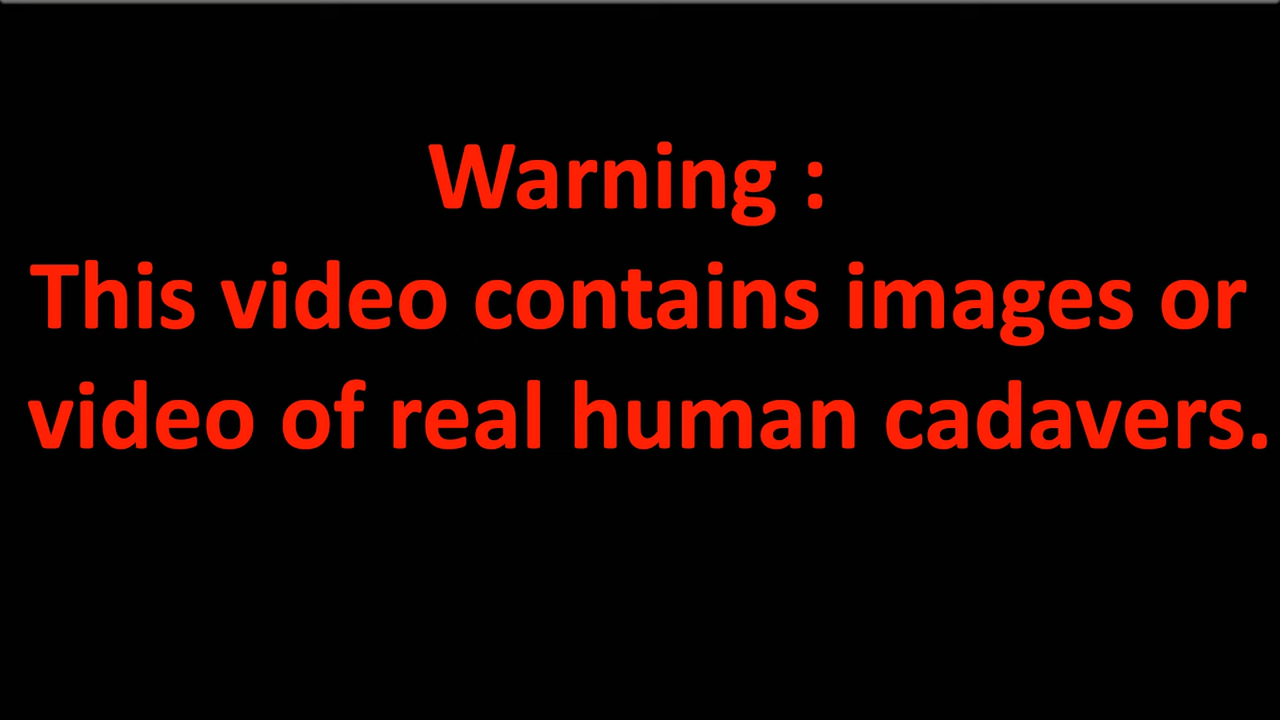 Warning :
This video contains images or
video of real human cadavers.